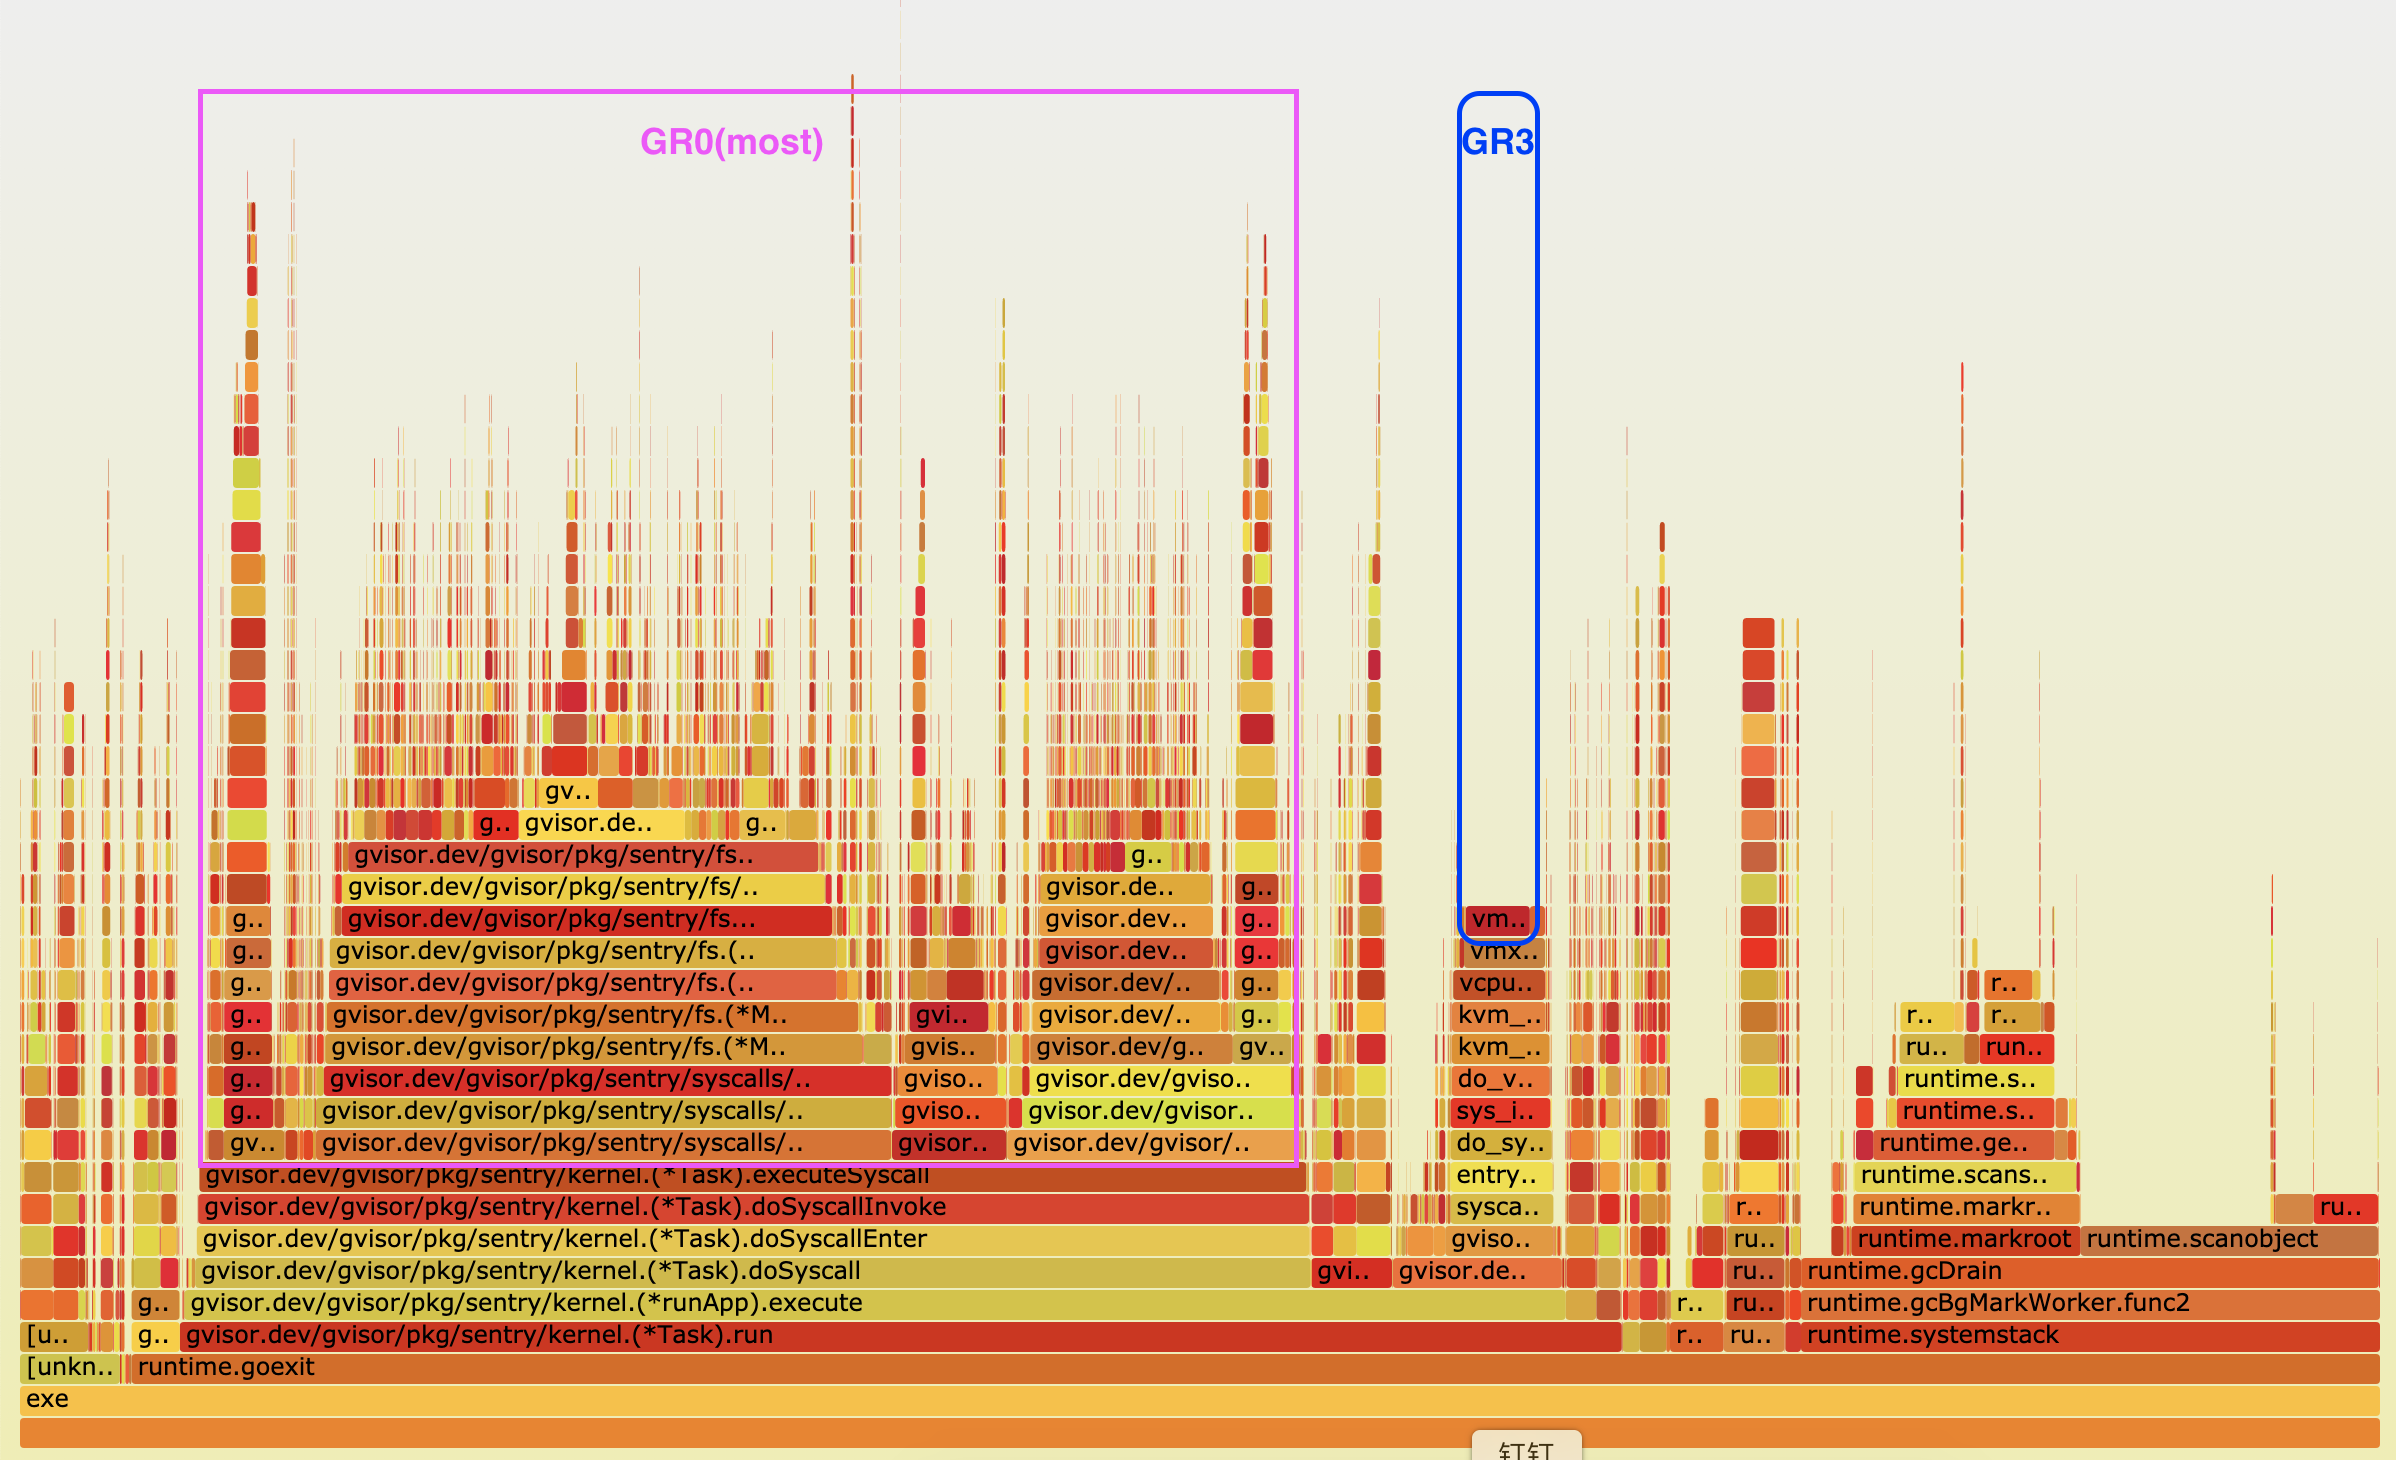 GR0(most) GR3
gv..
g.. gvisor.de.. g..
gvisor.dev/gvisor/pkg/sentry/fs.. g..
gvisor.dev/gvisor/pkg/sentry/fs/.. gvisor.de.. g..
g.. gvisor.dev/gvisor/pkg/sentry/fs... gvisor.dev.. g.. vm..
g.. gvisor.dev/gvisor/pkg/sentry/fs.(.. gvisor.dev.. g.. vmx..
g.. gvisor.dev/gvisor/pkg/sentry/fs.(.. gvisor.dev/.. g.. vcpu.. r..
g.. gvisor.dev/gvisor/pkg/sentry/fs.(*M.. gvi.. gvisor.dev/.. g.. kvm_.. r.. r..
g.. gvisor.dev/gvisor/pkg/sentry/fs.(*M.. gvis.. gvisor.dev/g.. gv.. kvm_.. ru.. run..
g.. gvisor.dev/gvisor/pkg/sentry/syscalls/.. gviso.. gvisor.dev/gviso.. do_v.. runtime.s..
g.. gvisor.dev/gvisor/pkg/sentry/syscalls/.. gviso.. gvisor.dev/gvisor.. sys_i.. runtime.s..
gv.. gvisor.dev/gvisor/pkg/sentry/syscalls/.. gvisor.. gvisor.dev/gvisor/.. do_sy.. runtime.ge..
gvisor.dev/gvisor/pkg/sentry/kernel.(*Task).executeSyscall entry.. runtime.scans..
gvisor.dev/gvisor/pkg/sentry/kernel.(*Task).doSyscallInvoke sysca.. r.. runtime.markr.. ru..
gvisor.dev/gvisor/pkg/sentry/kernel.(*Task).doSyscallEnter gviso.. ru.. runtime.markroot runtime.scanobject
gvisor.dev/gvisor/pkg/sentry/kernel.(*Task).doSyscall gvi.. gvisor.de.. ru.. runtime.gcDrain
g.. gvisor.dev/gvisor/pkg/sentry/kernel.(*runApp).execute r.. ru.. runtime.gcBgMarkWorker.func2
[u.. g.. gvisor.dev/gvisor/pkg/sentry/kernel.(*Task).run r.. ru.. runtime.systemstack
[unkn.. runtime.goexit
exe
钉钉